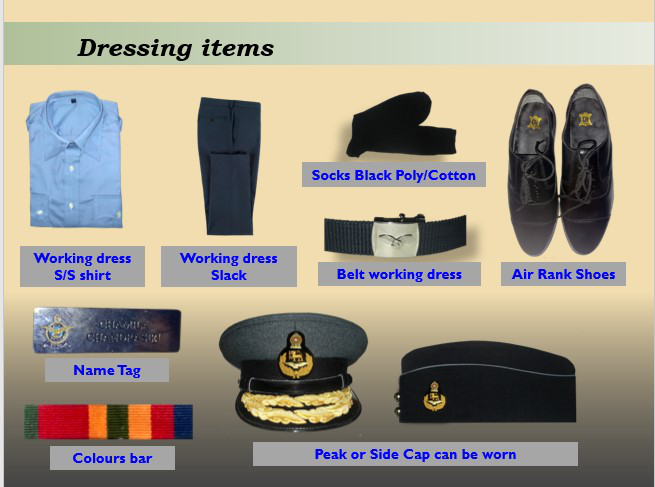 Dressing items
Socks Black Poly/Cotton
Working dress
S/S shirt
Working dress
Slack
Belt working dress
Air Rank Shoes
Name Tag
Colours bar
Peak or Side Cap can be worn